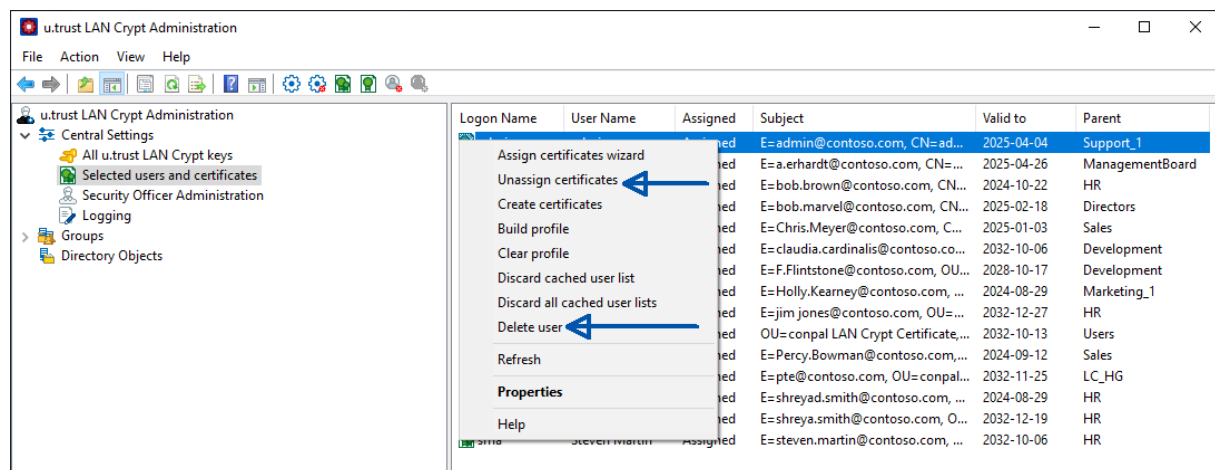 u.trust LAN Crypt Administration
File Action View Help
u.trust LAN Crypt Administration
Central Settings
All u.trust LAN Crypt keys
Selected users and certificates
Security Officer Administration
Logging
Groups
Directory Objects
Logon Name User Name Assigned Subject Valid to Parent
E=admin@contoso.com, CN=ad... 2025-04-04 Support_1
E=a.erhardt@contoso.com, CN=... 2025-04-26 ManagementBoard
E=bob.brown@contoso.com, CN... 2024-10-22 HR
E=bob.marvel@contoso.com, CN... 2025-02-18 Directors
E=Chris.Meyer@contoso.com, C... 2025-01-03 Sales
E=claudia.cardinalis@contoso.co... 2032-10-06 Development
E=F.Flintstone@contoso.com, OU... 2028-10-17 Development
E=Holly.Kearney@contoso.com, ... 2024-08-29 Marketing_1
E=jim jones@contoso.com, OU=... 2032-12-27 HR
OU=conpal LAN Crypt Certificate,... 2032-10-13 Users
E=Percy.Bowman@contoso.com,... 2024-09-12 Sales
E=pte@contoso.com, OU=conpal... 2032-11-25 LC_HG
E=shreyad.smith@contoso.com, ... 2024-08-29 HR
E=shreya.smith@contoso.com, O... 2032-12-19 HR
sma Steven Martin Assigned E=steven.martin@contoso.com, ... 2032-10-06 HR
Assign certificates wizard
Unassign certificates
Create certificates
Build profile
Clear profile
Discard cached user list
Discard all cached user lists
Delete user
Refresh
Properties
Help